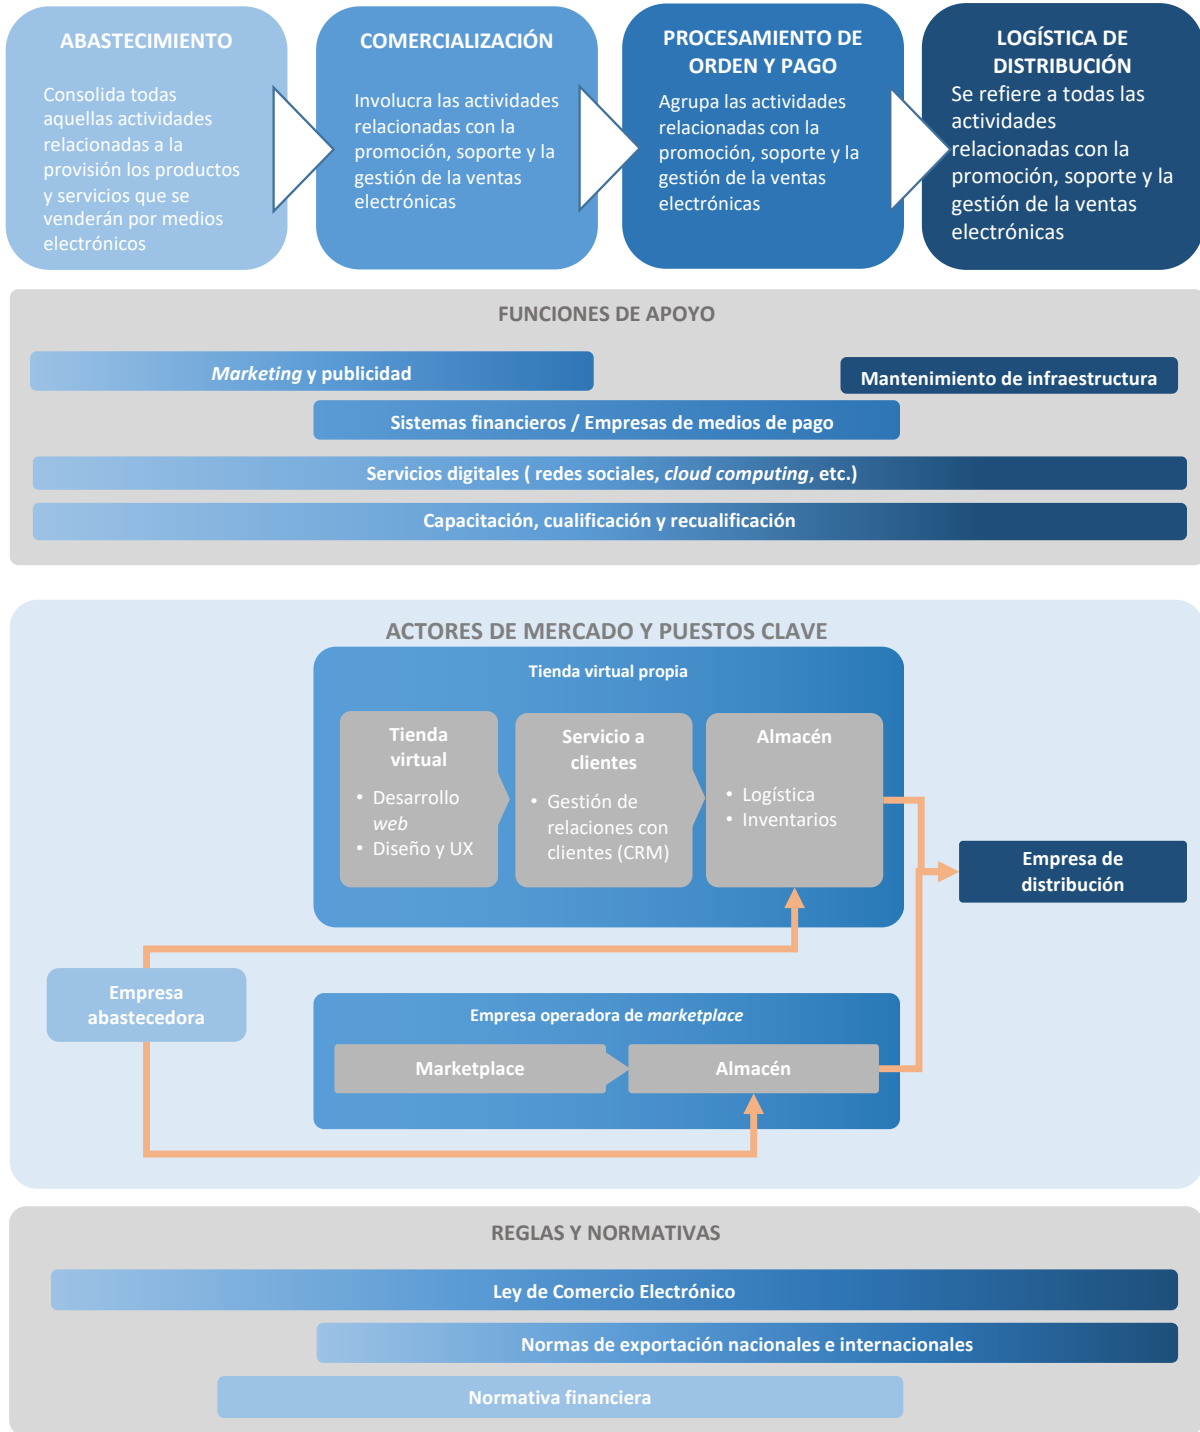 ABASTECIMIENTO
Consolida todas
aquellas actividades
relacionadas a la
provisión los productos
y servicios que se
venderán por medios
electrónicos
COMERCIALIZACIÓN
Involucra las actividades
relacionadas con la
promoción, soporte y la
gestión de la ventas
electrónicas
PROCESAMIENTO DE
ORDEN Y PAGO
Agrupa las actividades
relacionadas con la
promoción, soporte y la
gestión de la ventas
electrónicas
LOGÍSTICA DE
DISTRIBUCIÓN
Se refiere a todas las
actividades
relacionadas con la
promoción, soporte y la
gestión de la ventas
electrónicas
FUNCIONES DE APOYO
Marketing y publicidad
Mantenimiento de infraestructura
Sistemas financieros / Empresas de medios de pago
Servicios digitales ( redes sociales, cloud computing, etc.)
Capacitación, cualificación y recualificación
ACTORES DE MERCADO Y PUESTOS CLAVE
Tienda virtual propia
Tienda
virtual
• Desarrollo
web
• Diseño y UX
Servicio a
clientes
• Gestión de
relaciones con
clientes (CRM)
Almacén
• Logística
• Inventarios
Empresa de
distribución
Empresa
abastecedora
Empresa operadora de marketplace
Marketplace
Almacén
REGLAS Y NORMATIVAS
Ley de Comercio Electrónico
Normas de exportación nacionales e internacionales
Normativa financiera